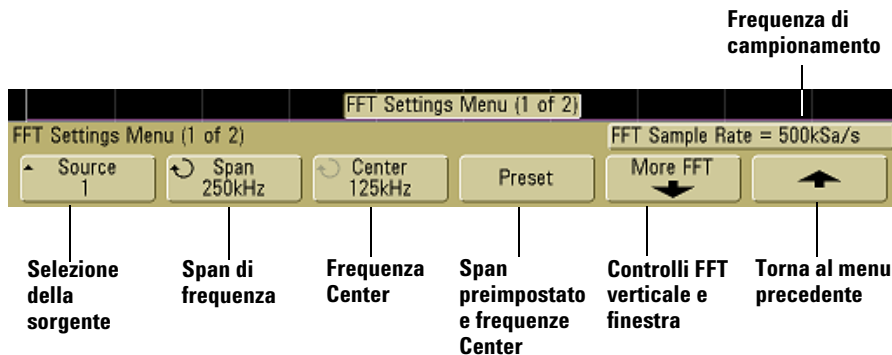 Frequenza di
campionamento
FFT Settings Menu (1 of 2)
FFT Settings Menu (1 of 2)
FFT Sample Rate = 500kSa/s
Source
1
Span
250kHz
Center
125kHz
Preset
More FFT
Selezione
della
sorgente
Span di
frequenza
Frequenza
Center
Span
preimpostato
e frequenze
Center
Controlli FFT
verticale e
finestra
Torna al menu
precedente